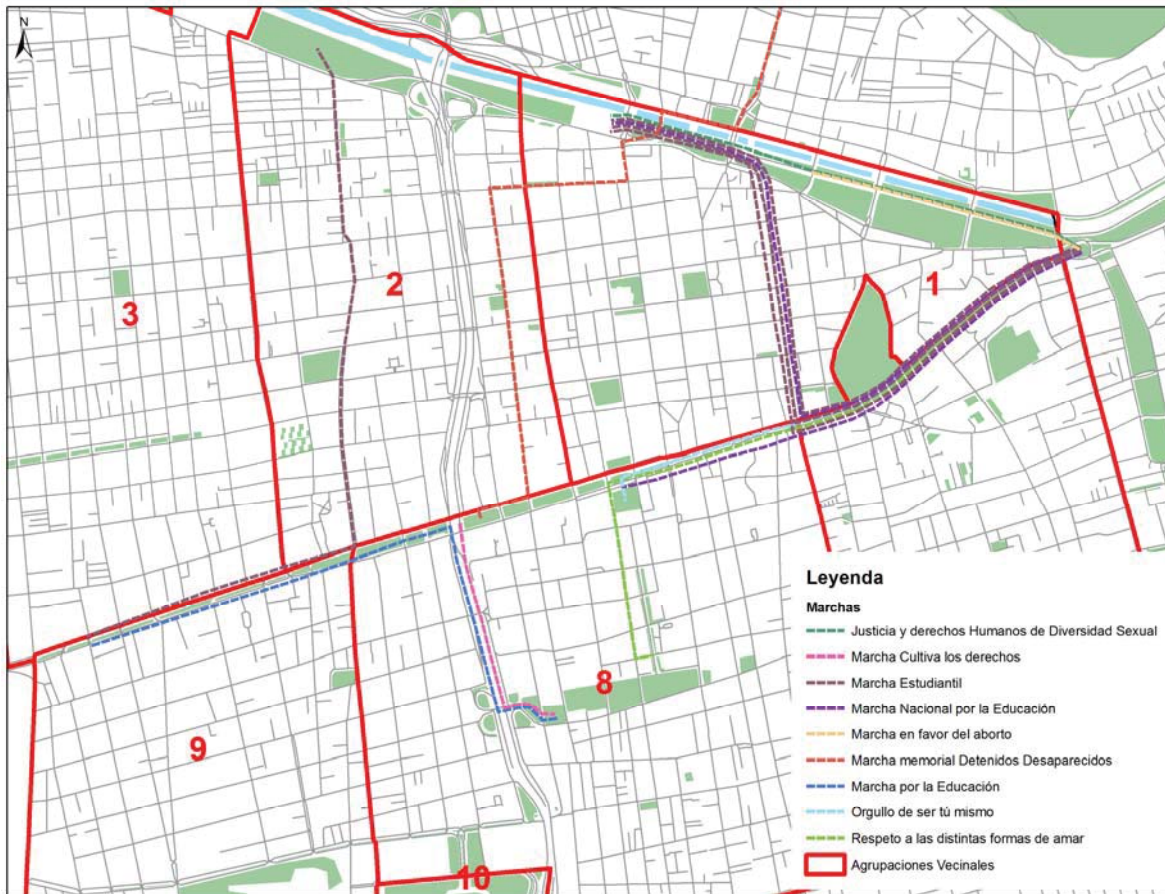 N
1
2
3
8
9
10
Leyenda
Marchas
Justicia y derechos Humanos de Diversidad Sexual
Marcha Cultiva los derechos
Marcha Estudiantil
Marcha Nacional por la Educación
Marcha en favor del aborto
Marcha memorial Detenidos Desaparecidos
Marcha por la Educación
Orgullo de ser tú mismo
Respeto a las distintas formas de amar
Agrupaciones Vecinales